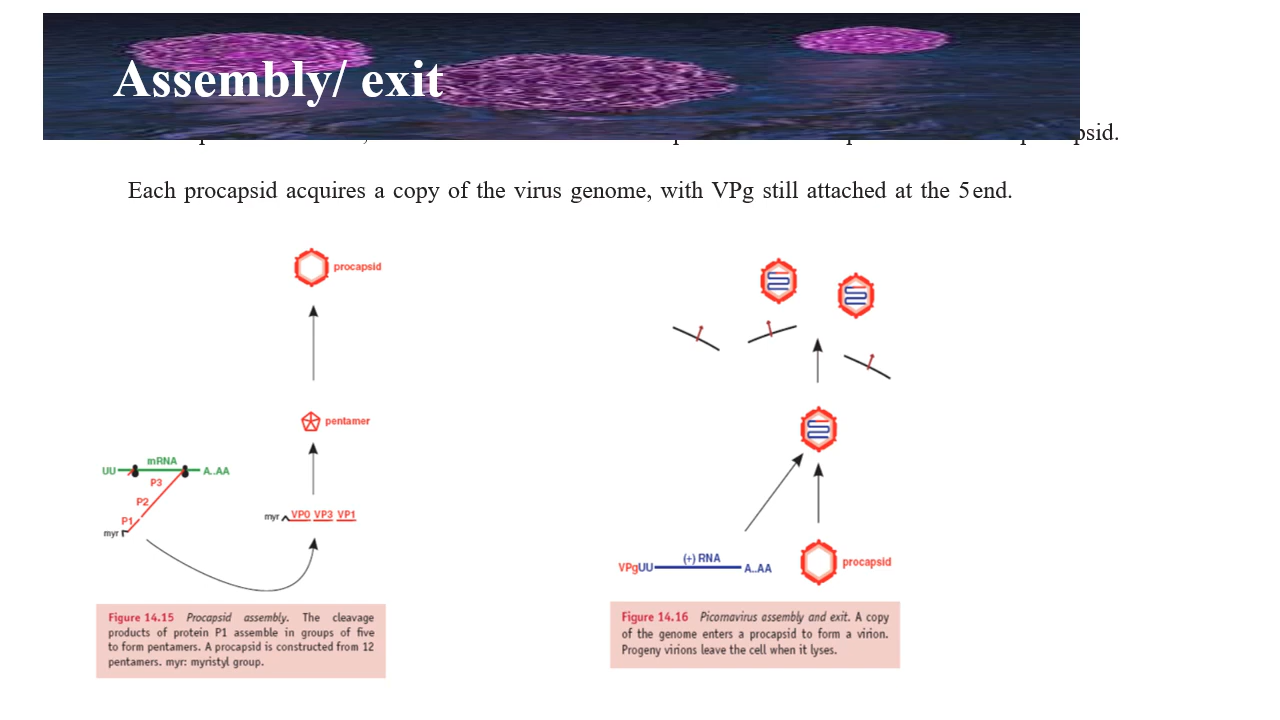 Assembly/ exit
psid.
Each procapsid acquires a copy of the virus genome, with VPg still attached at the 5 end.
procapsid
pentamer
mRNA
UU A..AA
P3
P2
P1
myr
myr VP0 VP3 VP1
Figure 14.15 Procapsid assembly. The cleavage
products of protein P1 assemble in groups of five
to form pentamers. A procapsid is constructed from 12
pentamers. myr: myristyl group.
(+) RNA
VPgUU A..AA
procapsid
Figure 14.16 Picornavirus assembly and exit. A copy
of the genome enters a procapsid to form a virion.
Progeny virions leave the cell when it lyses.